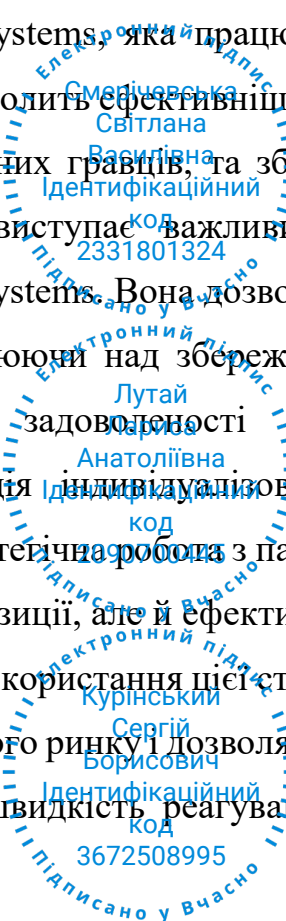 ystems, яка працю
Електронний підпис
Смерічевська
олить ефективніш
Світлана
Василівна
них гравців, та зб
Ідентифікаційний
код
виступає важливи
2331801324
Підписано у Вчасно
ystems. Вона дозво
Електронний підпис
юючи над збереж
Лутай
Лариса
задоволеності
Анатоліївна
ція індивідуалізов
Ідентифікаційний
код
тегічна робота з па
2090700445
Підписано у Вчасно
зиції, але й ефекти
Електронний підпис
користання цієї ст
Курінський
Сергій
ого ринку і дозволя
Борисович
Ідентифікаційний
видкість реагува
код
3672508995
Підписано у Вчасно